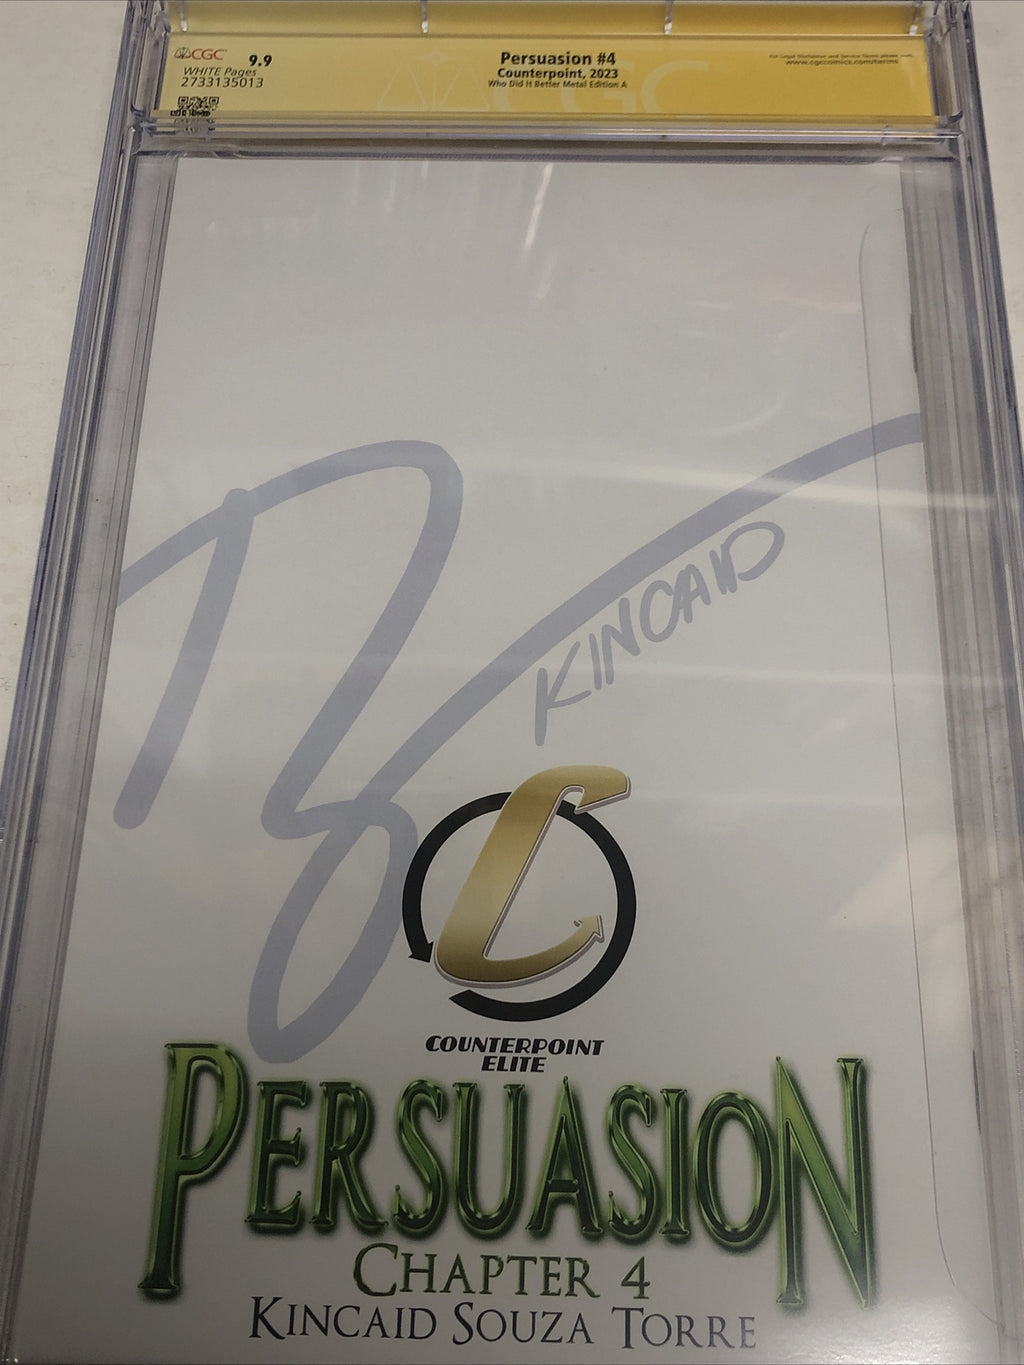 CGC 9.9
WHITE Pages
2733135013
Persuasion #4
Counterpoint, 2023
Who Did It Better Metal Edition A
www.cgccomics.com/terms
CGC
KINCAID
C
COUNTERPOINT
ELITE
PERSUASION
CHAPTER 4
KINCAID SOUZA TORRE